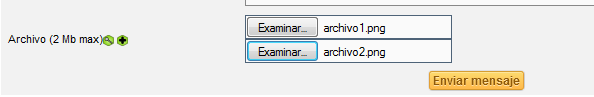 Examinar... archivo1.png
Archivo (2 Mb max)
Examinar... archivo2.png
Enviar mensaje